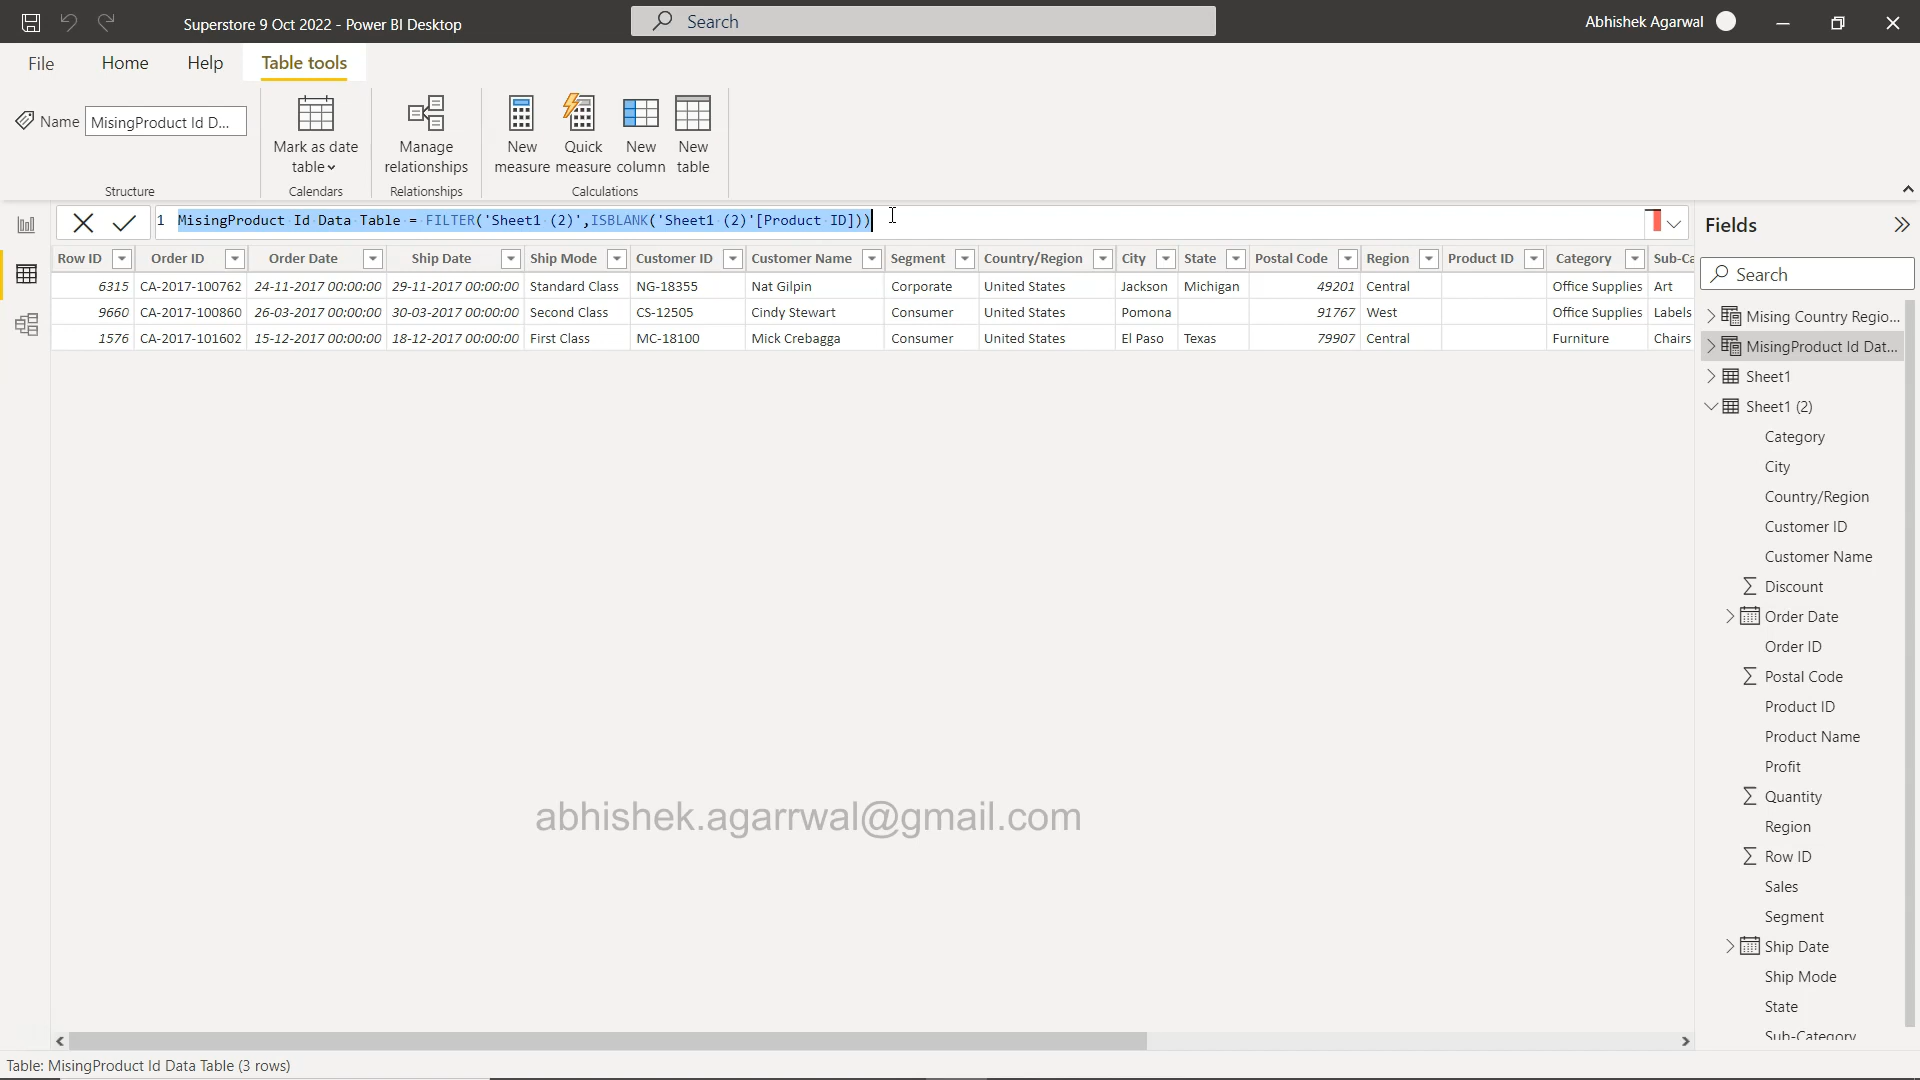 Superstore 9 Oct 2022 - Power BI Desktop
Search
Abhishek Agarwal
File
Home
Help
Table tools
Name
MisingProduct Id D...
Mark as date
table
Manage
relationships
New
measure
Quick
measure
New
column
New
table
Structure
Calendars
Relationships
Calculations
1 MisingProduct Id Data Table = FILTER('Sheet1 (2)',ISBLANK('Sheet1 (2)'[Product ID]))
Row ID Order ID Order Date Ship Date Ship Mode Customer ID Customer Name Segment Country/Region City State Postal Code Region Product ID Category Sub-Ca
6315 CA-2017-100762 24-11-2017 00:00:00 29-11-2017 00:00:00 Standard Class NG-18355 Nat Gilpin Corporate United States Jackson Michigan 49201 Central Office Supplies Art
9660 CA-2017-100860 26-03-2017 00:00:00 30-03-2017 00:00:00 Second Class CS-12505 Cindy Stewart Consumer United States Pomona 91767 West Office Supplies Labels
1576 CA-2017-101602 15-12-2017 00:00:00 18-12-2017 00:00:00 First Class MC-18100 Mick Crebagga Consumer United States El Paso Texas 79907 Central Furniture Chairs
abhishek.agarrwal@gmail.com
Fields
Search
Mising Country Regio...
MisingProduct Id Dat...
Sheet1
Sheet1 (2)
Category
City
Country/Region
Customer ID
Customer Name
Discount
Order Date
Order ID
Postal Code
Product ID
Product Name
Profit
Quantity
Region
Row ID
Sales
Segment
Ship Date
Ship Mode
State
Sub-Category
Table: MisingProduct Id Data Table (3 rows)